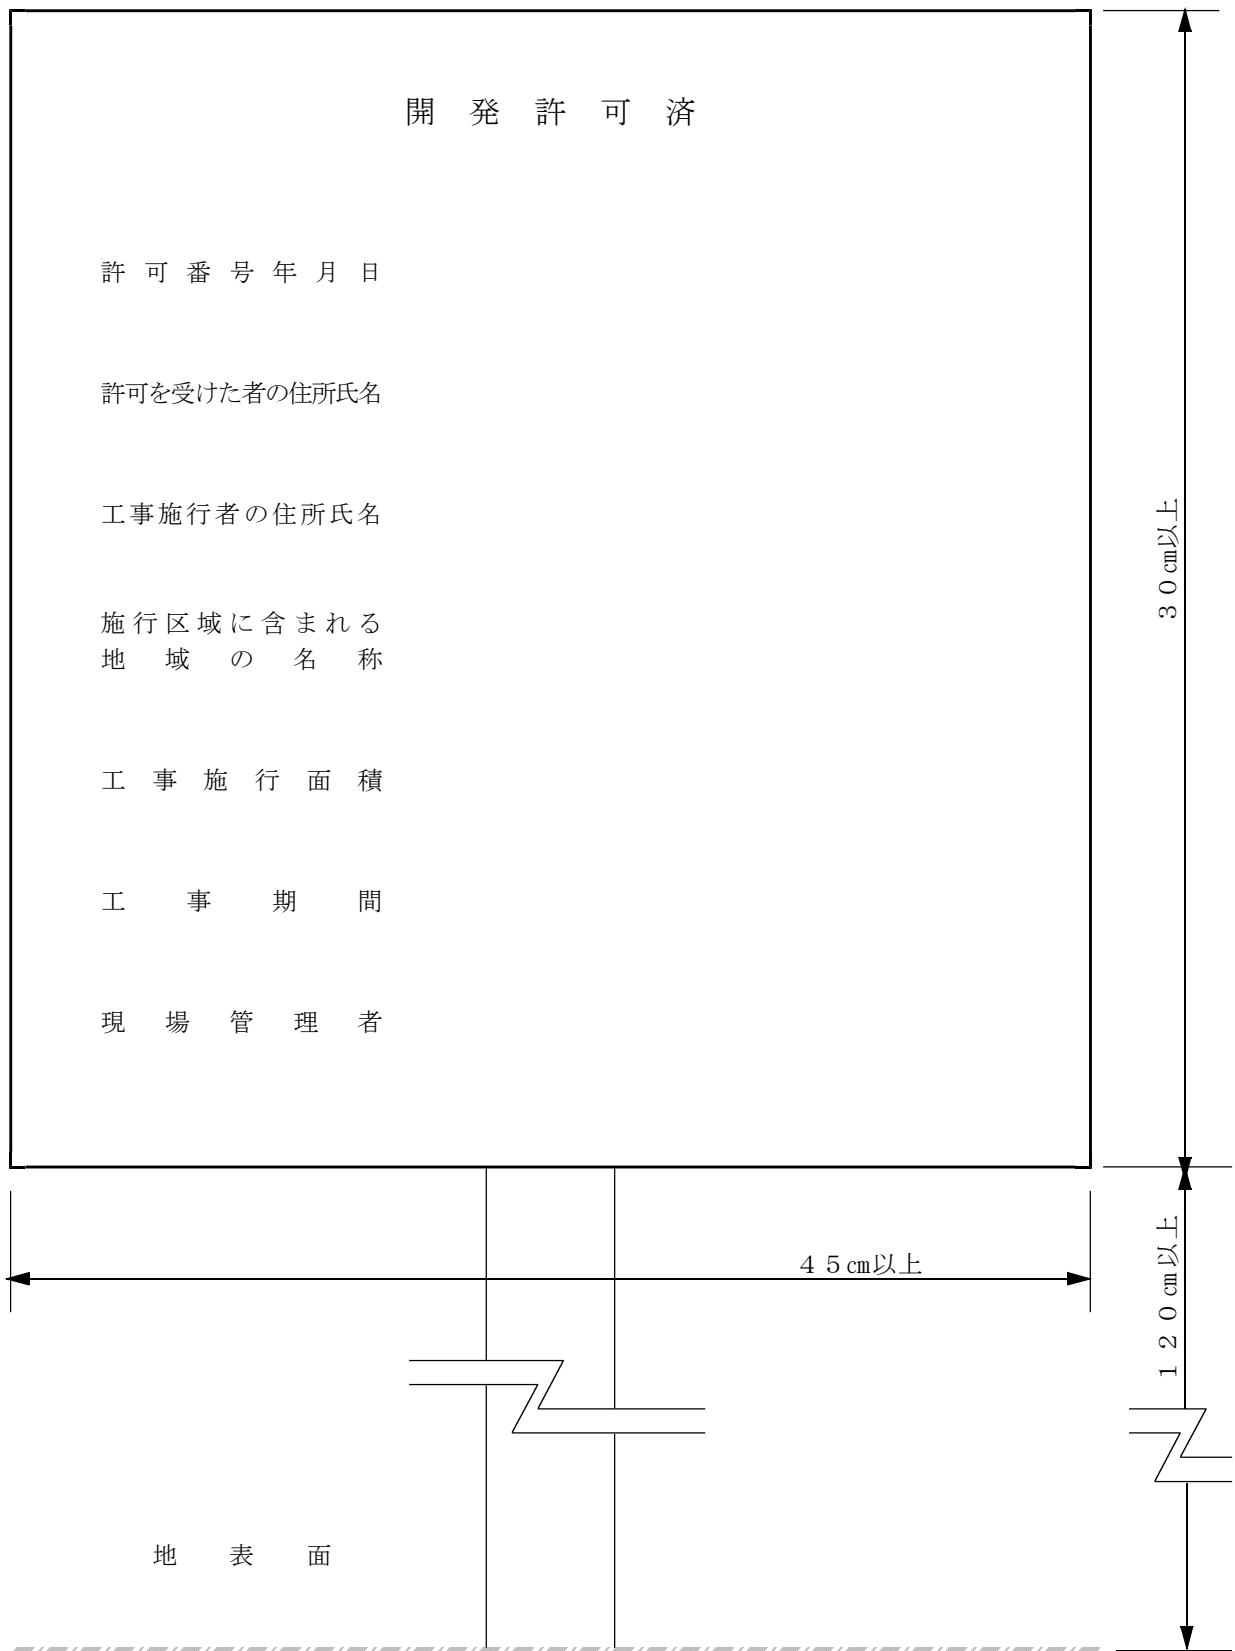 開発許可済
許可番号年月日
許可を受けた者の住所氏名
工事施行者の住所氏名
施行区域に含まれる
地域の名称
工事施行面積
工事期間
現場管理者
30㎝以上
45㎝以上
120㎝以上
地表面